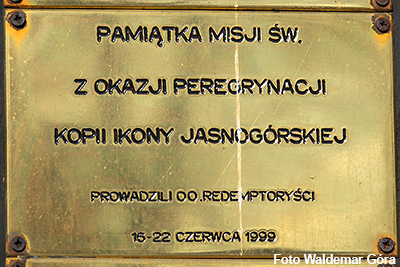 PAMIĄTKA MISJI ŚW.
Z OKAZJI PEREGRYNACJI
KOPII IKONY JASNOGÓRSKIEJ
PROWADZILI OO. REDEMPTORYŚCI
15-22 CZERWCA 1999
Foto Waldemar Góra